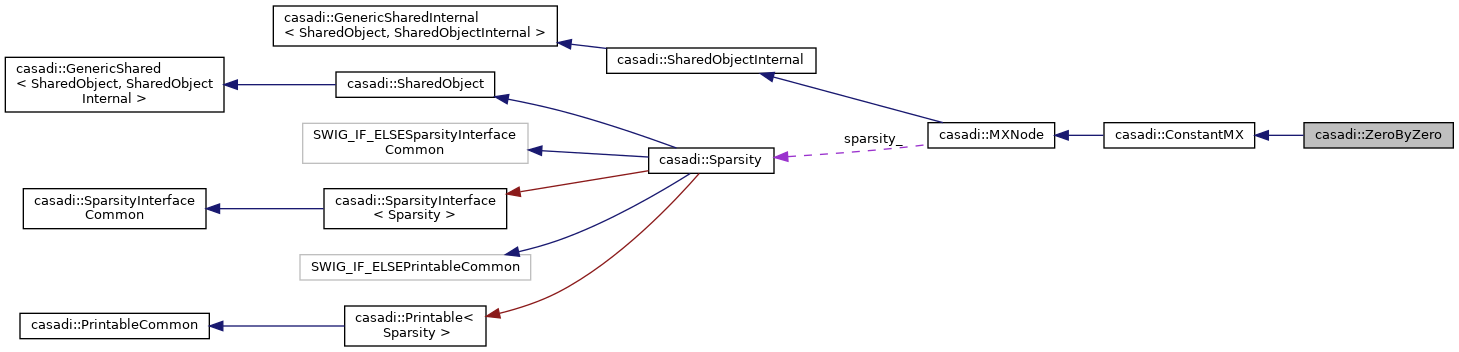 casadi::GenericSharedInternal
< SharedObject, SharedObjectInternal >
casadi::SharedObjectInternal
casadi::GenericShared
< SharedObject, SharedObject
Internal >
casadi::SharedObject
SWIG_IF_ELSESparsityInterface
Common
casadi::MXNode
casadi::ConstantMX
casadi::ZeroByZero
sparsity_
casadi::Sparsity
casadi::SparsityInterface
Common
casadi::SparsityInterface
< Sparsity >
SWIG_IF_ELSEPrintableCommon
casadi::PrintableCommon
casadi::Printable<
Sparsity >